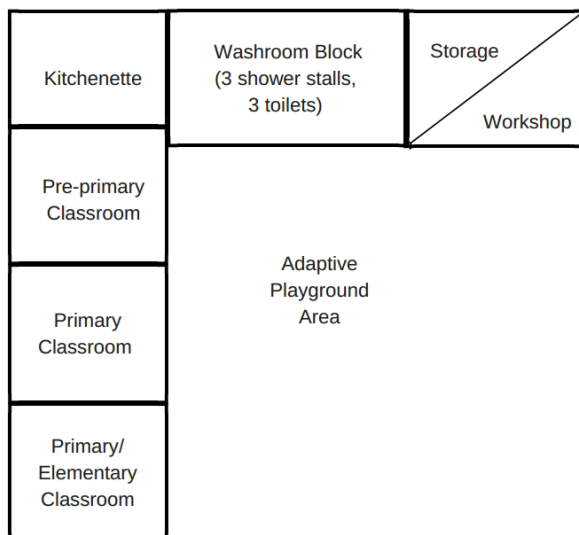 Kitchenette
Washroom Block
(3 shower stalls,
3 toilets)
Storage
Workshop
Pre-primary
Classroom
Adaptive
Playground
Area
Primary
Classroom
Primary/
Elementary
Classroom